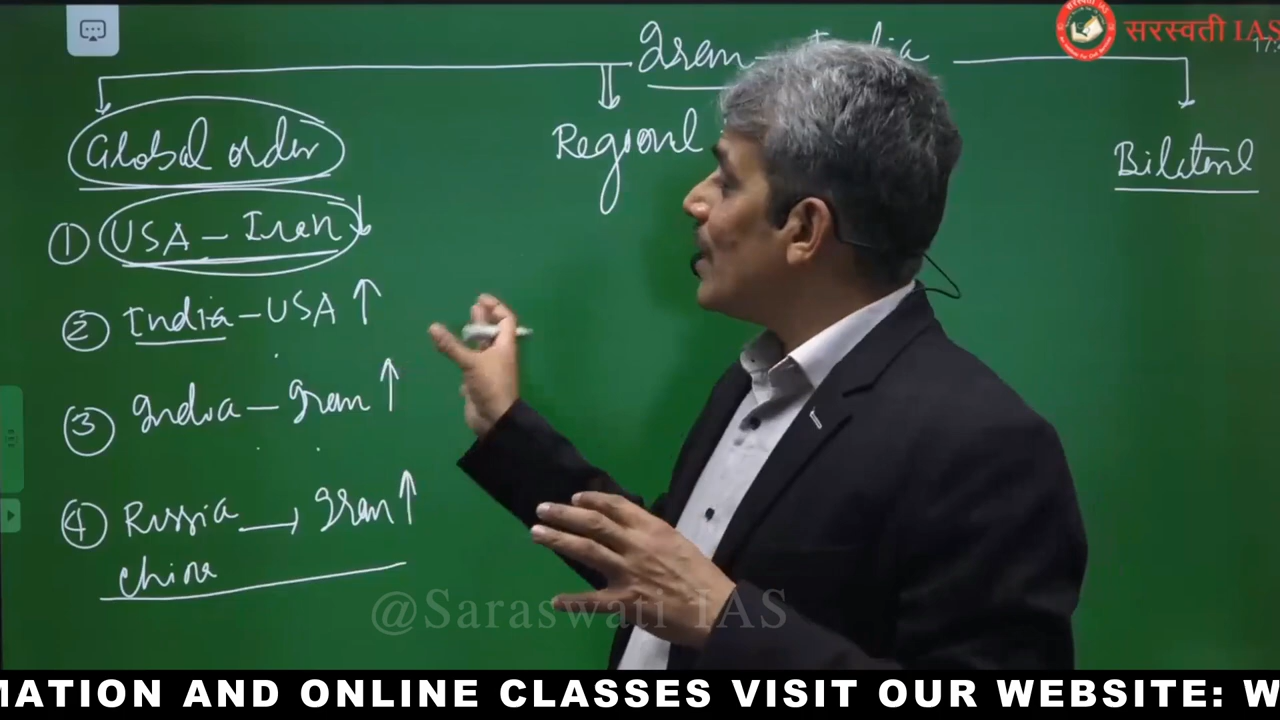 सरस्वती IAS
17:
Iran - India
Global order
Regional
Bilateral
① USA - Iran ↓
② India - USA ↑
③ India - Iran ↑
④ Russia → Iran ↑
China
@Saraswati IAS
MATION AND ONLINE CLASSES VISIT OUR WEBSITE: W